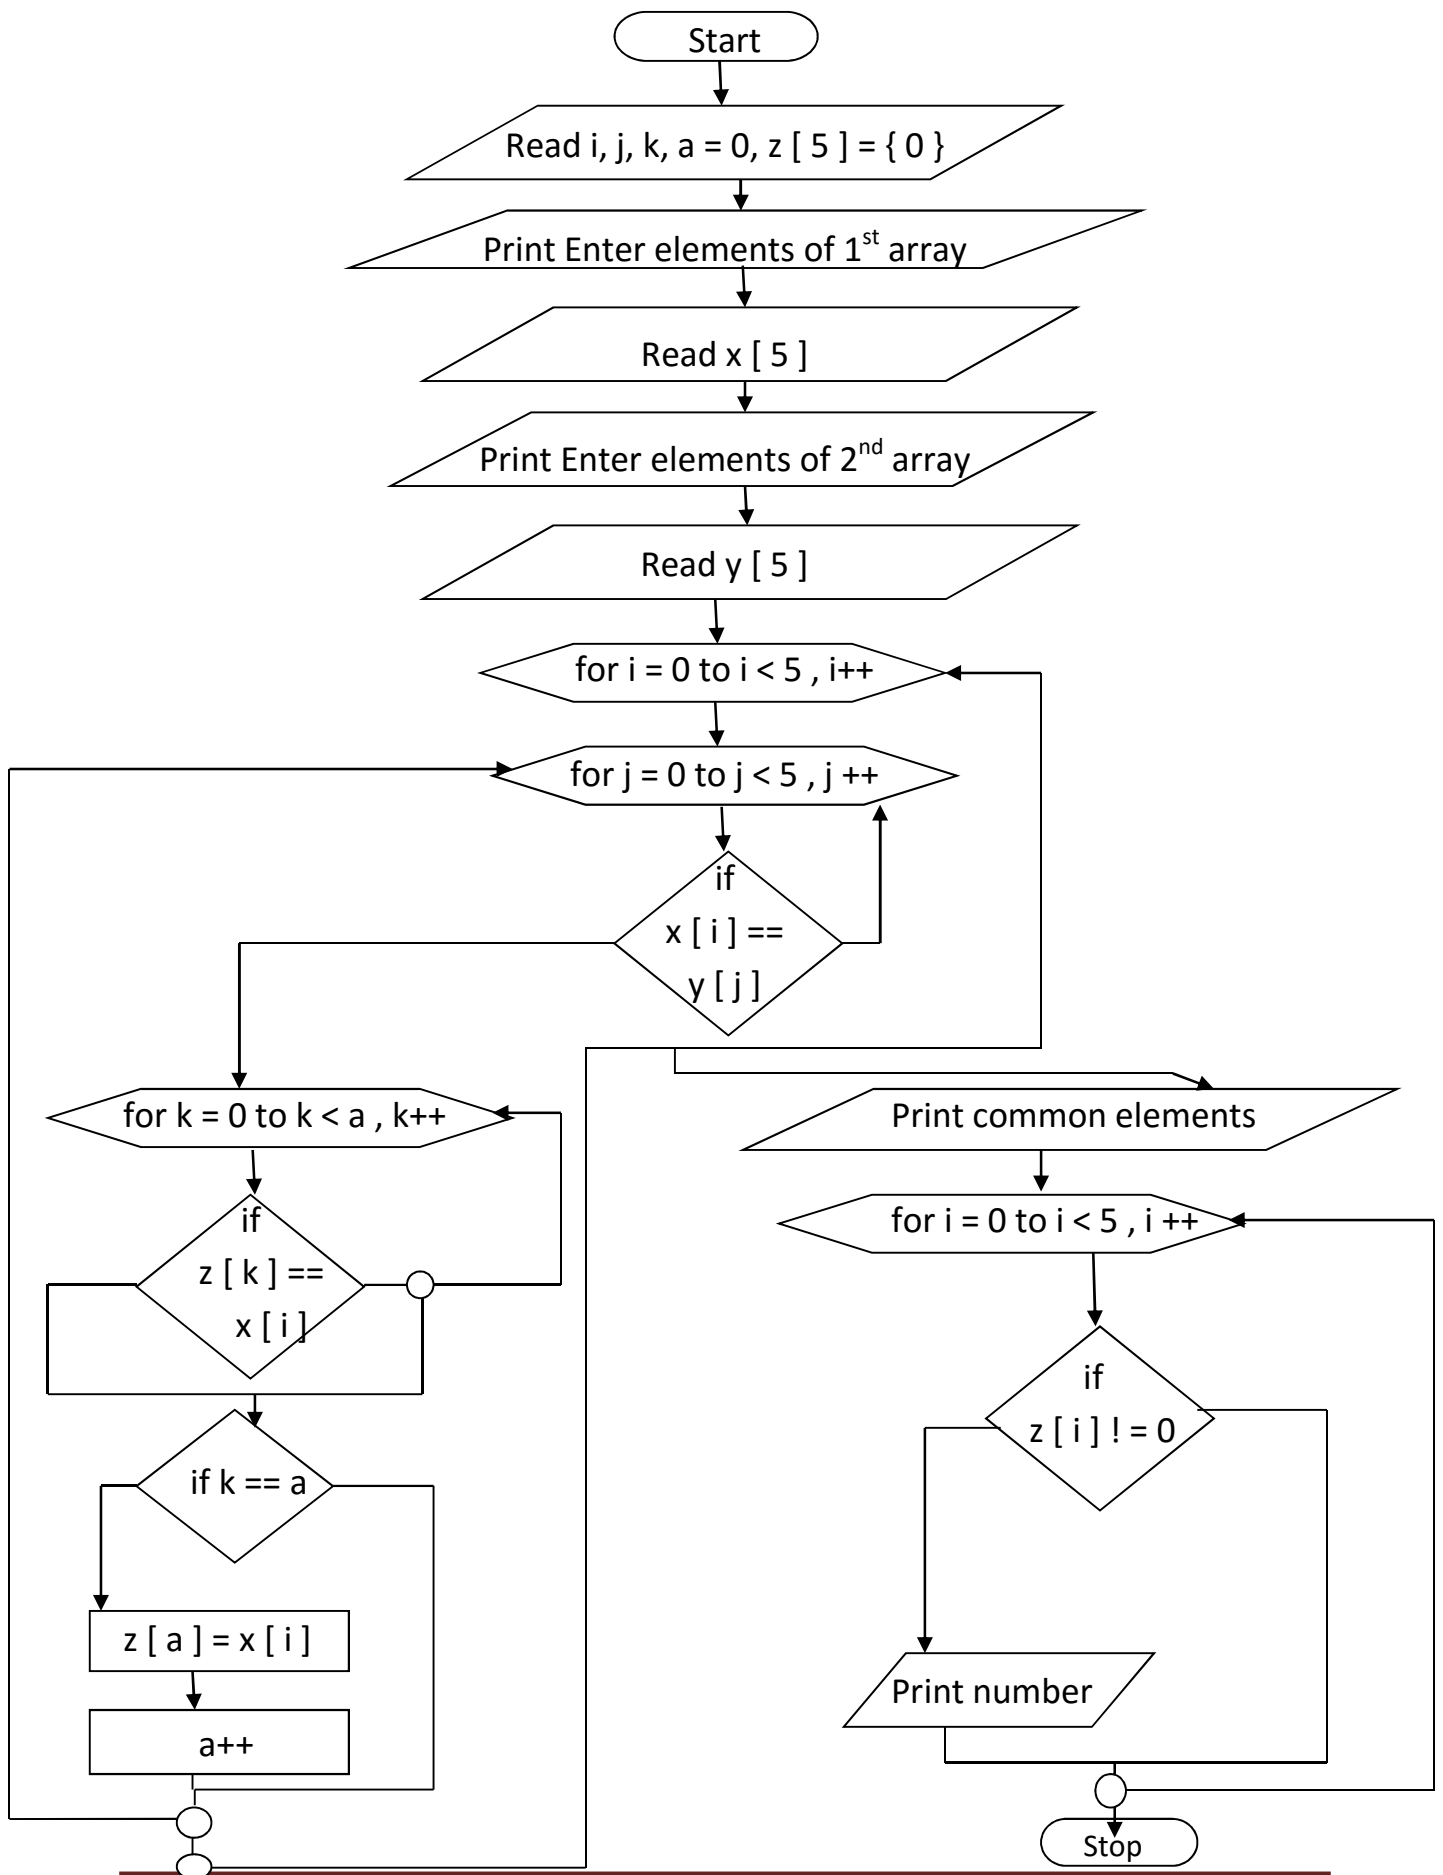 Start
Read i, j, k, a = 0, z [ 5 ] = { 0 }
Print Enter elements of 1st array
Read x [ 5 ]
Print Enter elements of 2nd array
Read y [ 5 ]
for i = 0 to i < 5 , i++
for j = 0 to j < 5 , j ++
if
x [ i ] ==
y [ j ]
for k = 0 to k < a , k++
if
z [ k ] ==
x [ i ]
if k == a
z [ a ] = x [ i ]
a++
Print common elements
for i = 0 to i < 5 , i ++
if
z [ i ] ! = 0
Print number
Stop